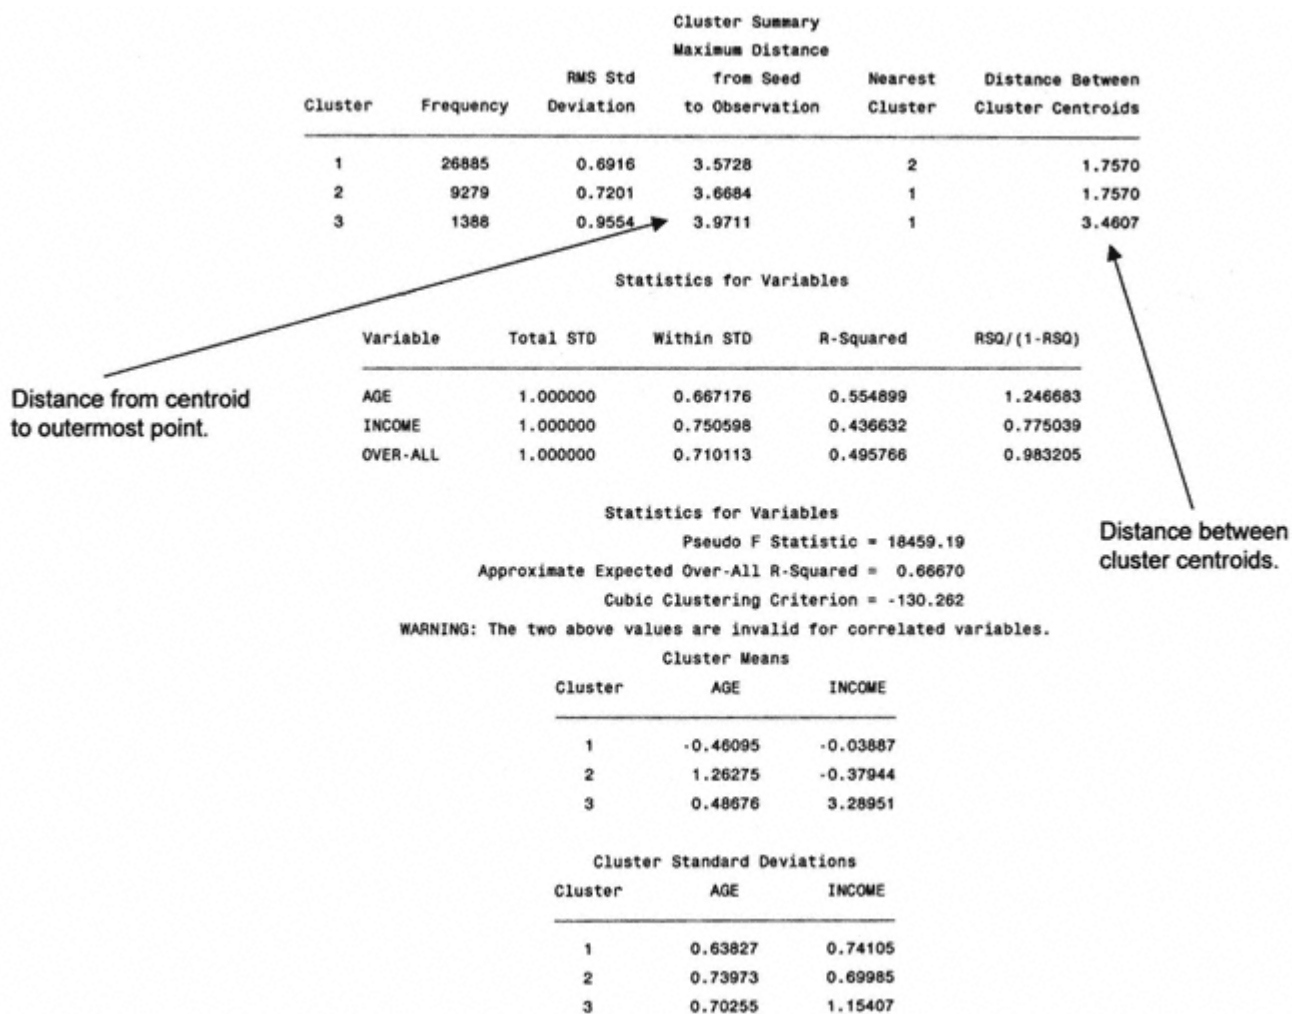 Cluster Summary
Maximum Distance
RMS Std from Seed Nearest Distance Between
Cluster Frequency Deviation to Observation Cluster Cluster Centroids
1 26885 0.6916 3.5728 2 1.7570
2 9279 0.7201 3.6684 1 1.7570
3 1388 0.9554 3.9711 1 3.4607
Statistics for Variables
Variable Total STD Within STD R-Squared RSQ/(1-RSQ)
AGE 1.000000 0.667176 0.554899 1.246683
INCOME 1.000000 0.750598 0.436632 0.775039
OVER-ALL 1.000000 0.710113 0.495766 0.983205
Distance from centroid
to outermost point.
Statistics for Variables
Pseudo F Statistic = 18459.19
Approximate Expected Over-All R-Squared = 0.66670
Cubic Clustering Criterion = -130.262
Distance between
cluster centroids.
WARNING: The two above values are invalid for correlated variables.
Cluster Means
Cluster AGE INCOME
1 -0.46095 -0.03887
2 1.26275 -0.37944
3 0.48676 3.28951
Cluster Standard Deviations
Cluster AGE INCOME
1 0.63827 0.74105
2 0.73973 0.69985
3 0.70255 1.15407